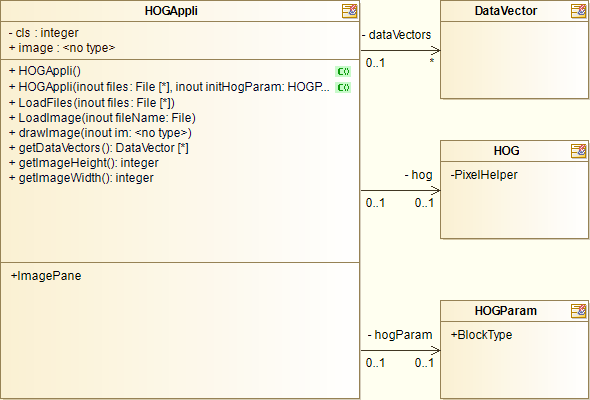 HOGAppli
- cls : integer
+ image : <no type>
+ HOGAppli()
+ HOGAppli(inout files: File [*], inout initHogParam: HOGP...
+ LoadFiles(inout files: File [*])
+ LoadImage(inout fileName: File)
+ drawImage(inout im: <no type>)
+ getDataVectors(): DataVector [*]
+ getImageHeight(): integer
+ getImageWidth(): integer
+ImagePane
- dataVectors
0..1
*
DataVector
- hog
0..1
0..1
HOG
-PixelHelper
- hogParam
0..1
0..1
HOGParam
+BlockType